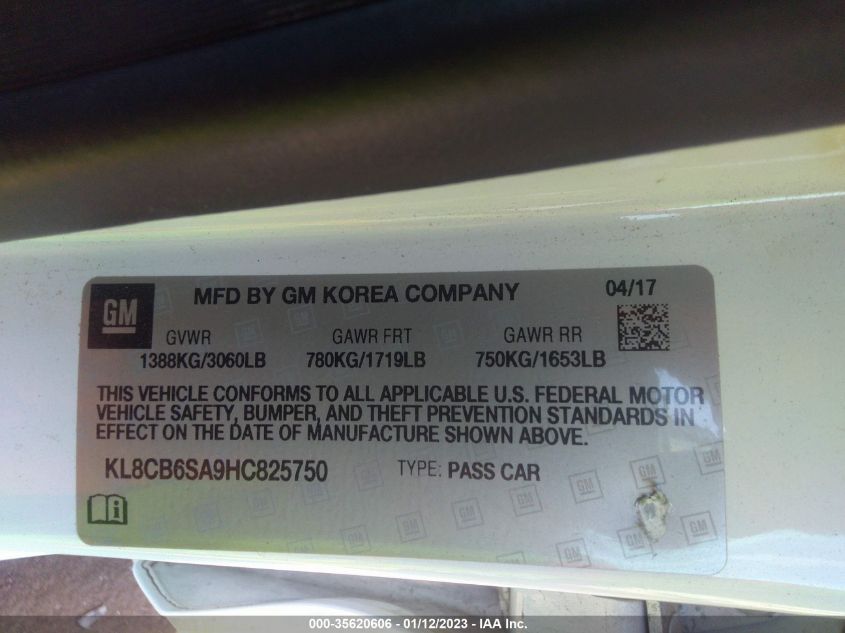 GM
MFD BY GM KOREA COMPANY 04/17
GVWR GAWR FRT GAWR RR
1388KG/3060LB 780KG/1719LB 750KG/1653LB
THIS VEHICLE CONFORMS TO ALL APPLICABLE U.S. FEDERAL MOTOR
VEHICLE SAFETY, BUMPER, AND THEFT PREVENTION STANDARDS IN
EFFECT ON THE DATE OF MANUFACTURE SHOWN ABOVE.
KL8CB6SA9HC825750 TYPE: PASS CAR
000-35620606 - 01/12/2023 - IAA Inc.